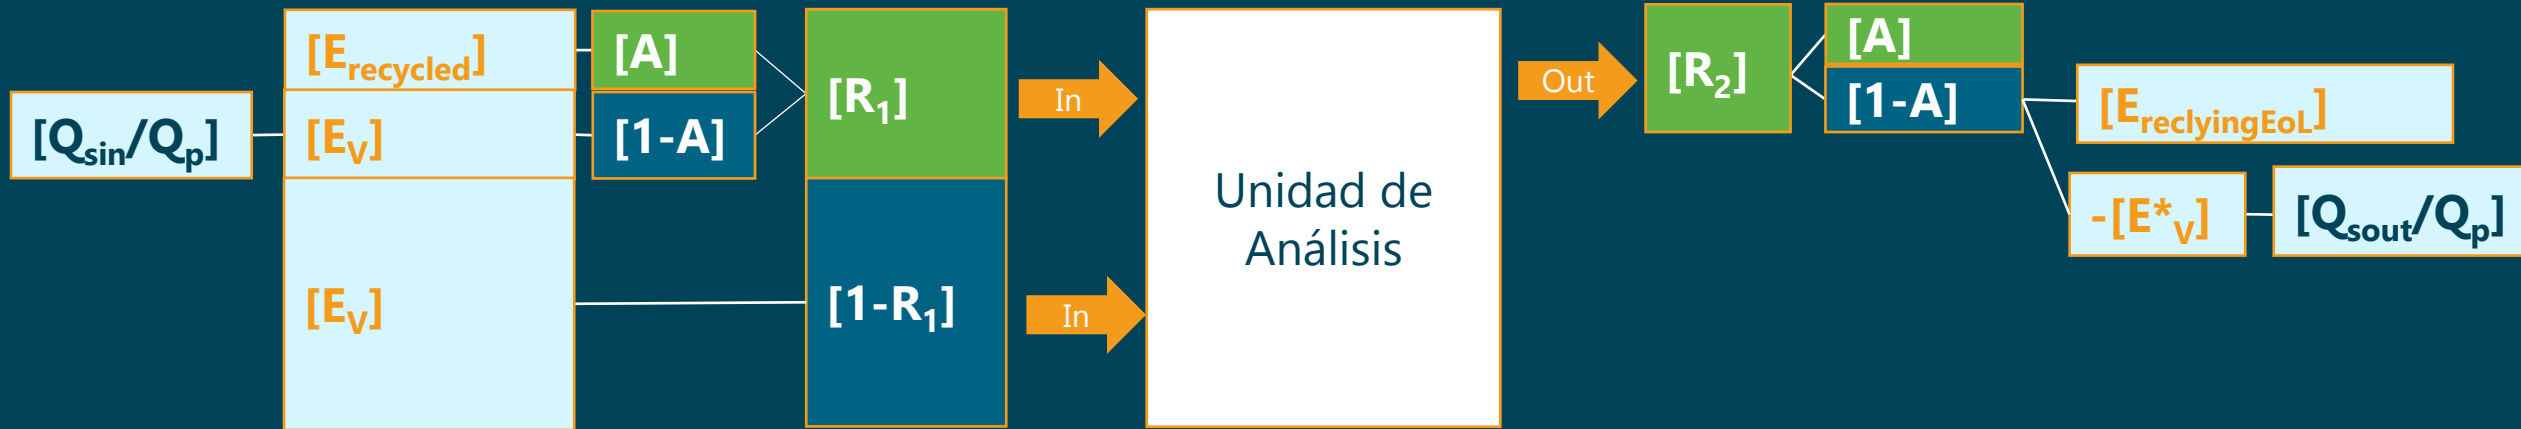 [Qsin/Qp]
[Erecycled]
[EV]
[EV]
[A]
[1-A]
[R1]
[1-R1]
In
In
Unidad de
Análisis
Out
[R2]
[A]
[1-A]
[EreclyingEoL]
-[E*V]
[Qsout/Qp]